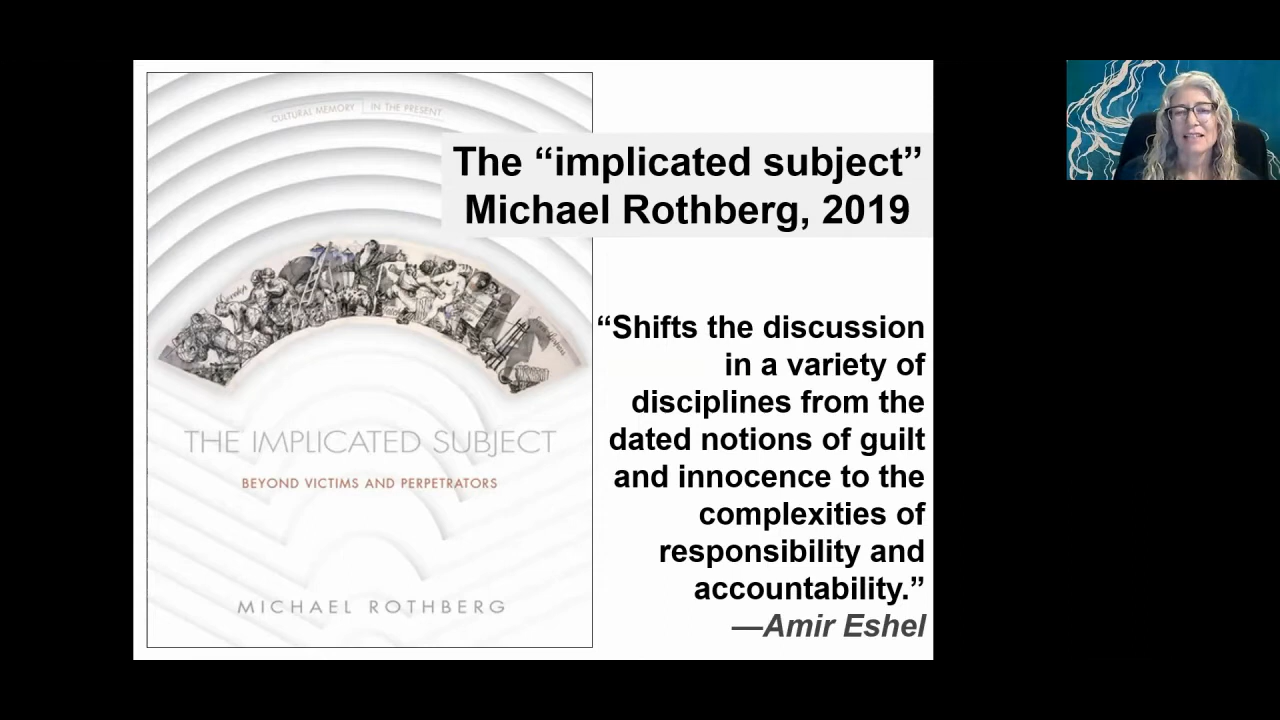 CULTURAL MEMORY | IN THE PRESENT
The “implicated subject”
Michael Rothberg, 2019
“Shifts the discussion
in a variety of
disciplines from the
dated notions of guilt
and innocence to the
complexities of
responsibility and
accountability.”
—Amir Eshel
THE IMPLICATED SUBJECT
BEYOND VICTIMS AND PERPETRATORS
MICHAEL ROTHBERG